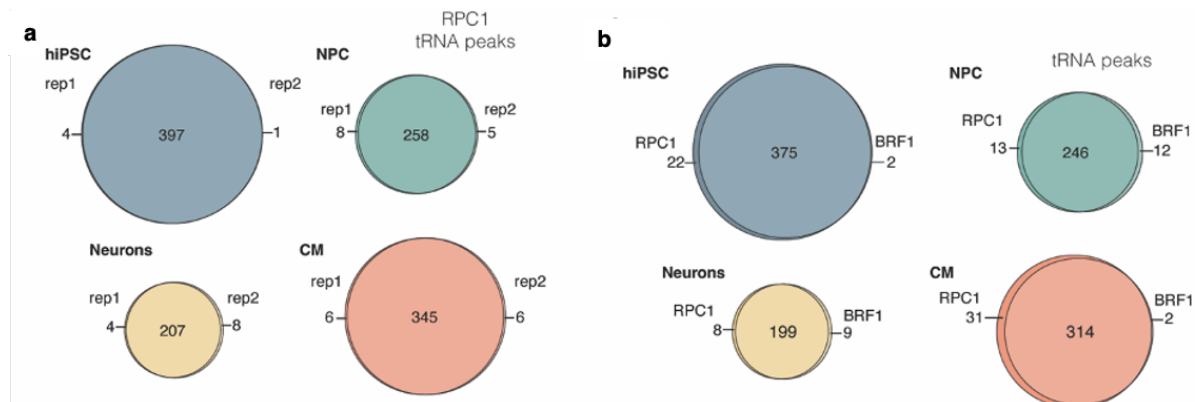 a
RPC1
tRNA peaks
hiPSC
rep1
rep2
4
397
1
NPC
rep1
rep2
8
258
5
Neurons
rep1
rep2
4
207
8
CM
rep1
rep2
6
345
6
b
tRNA peaks
hiPSC
RPC1
22
375
BRF1
2
NPC
RPC1
13
246
BRF1
12
Neurons
RPC1
8
199
BRF1
9
CM
RPC1
31
314
BRF1
2